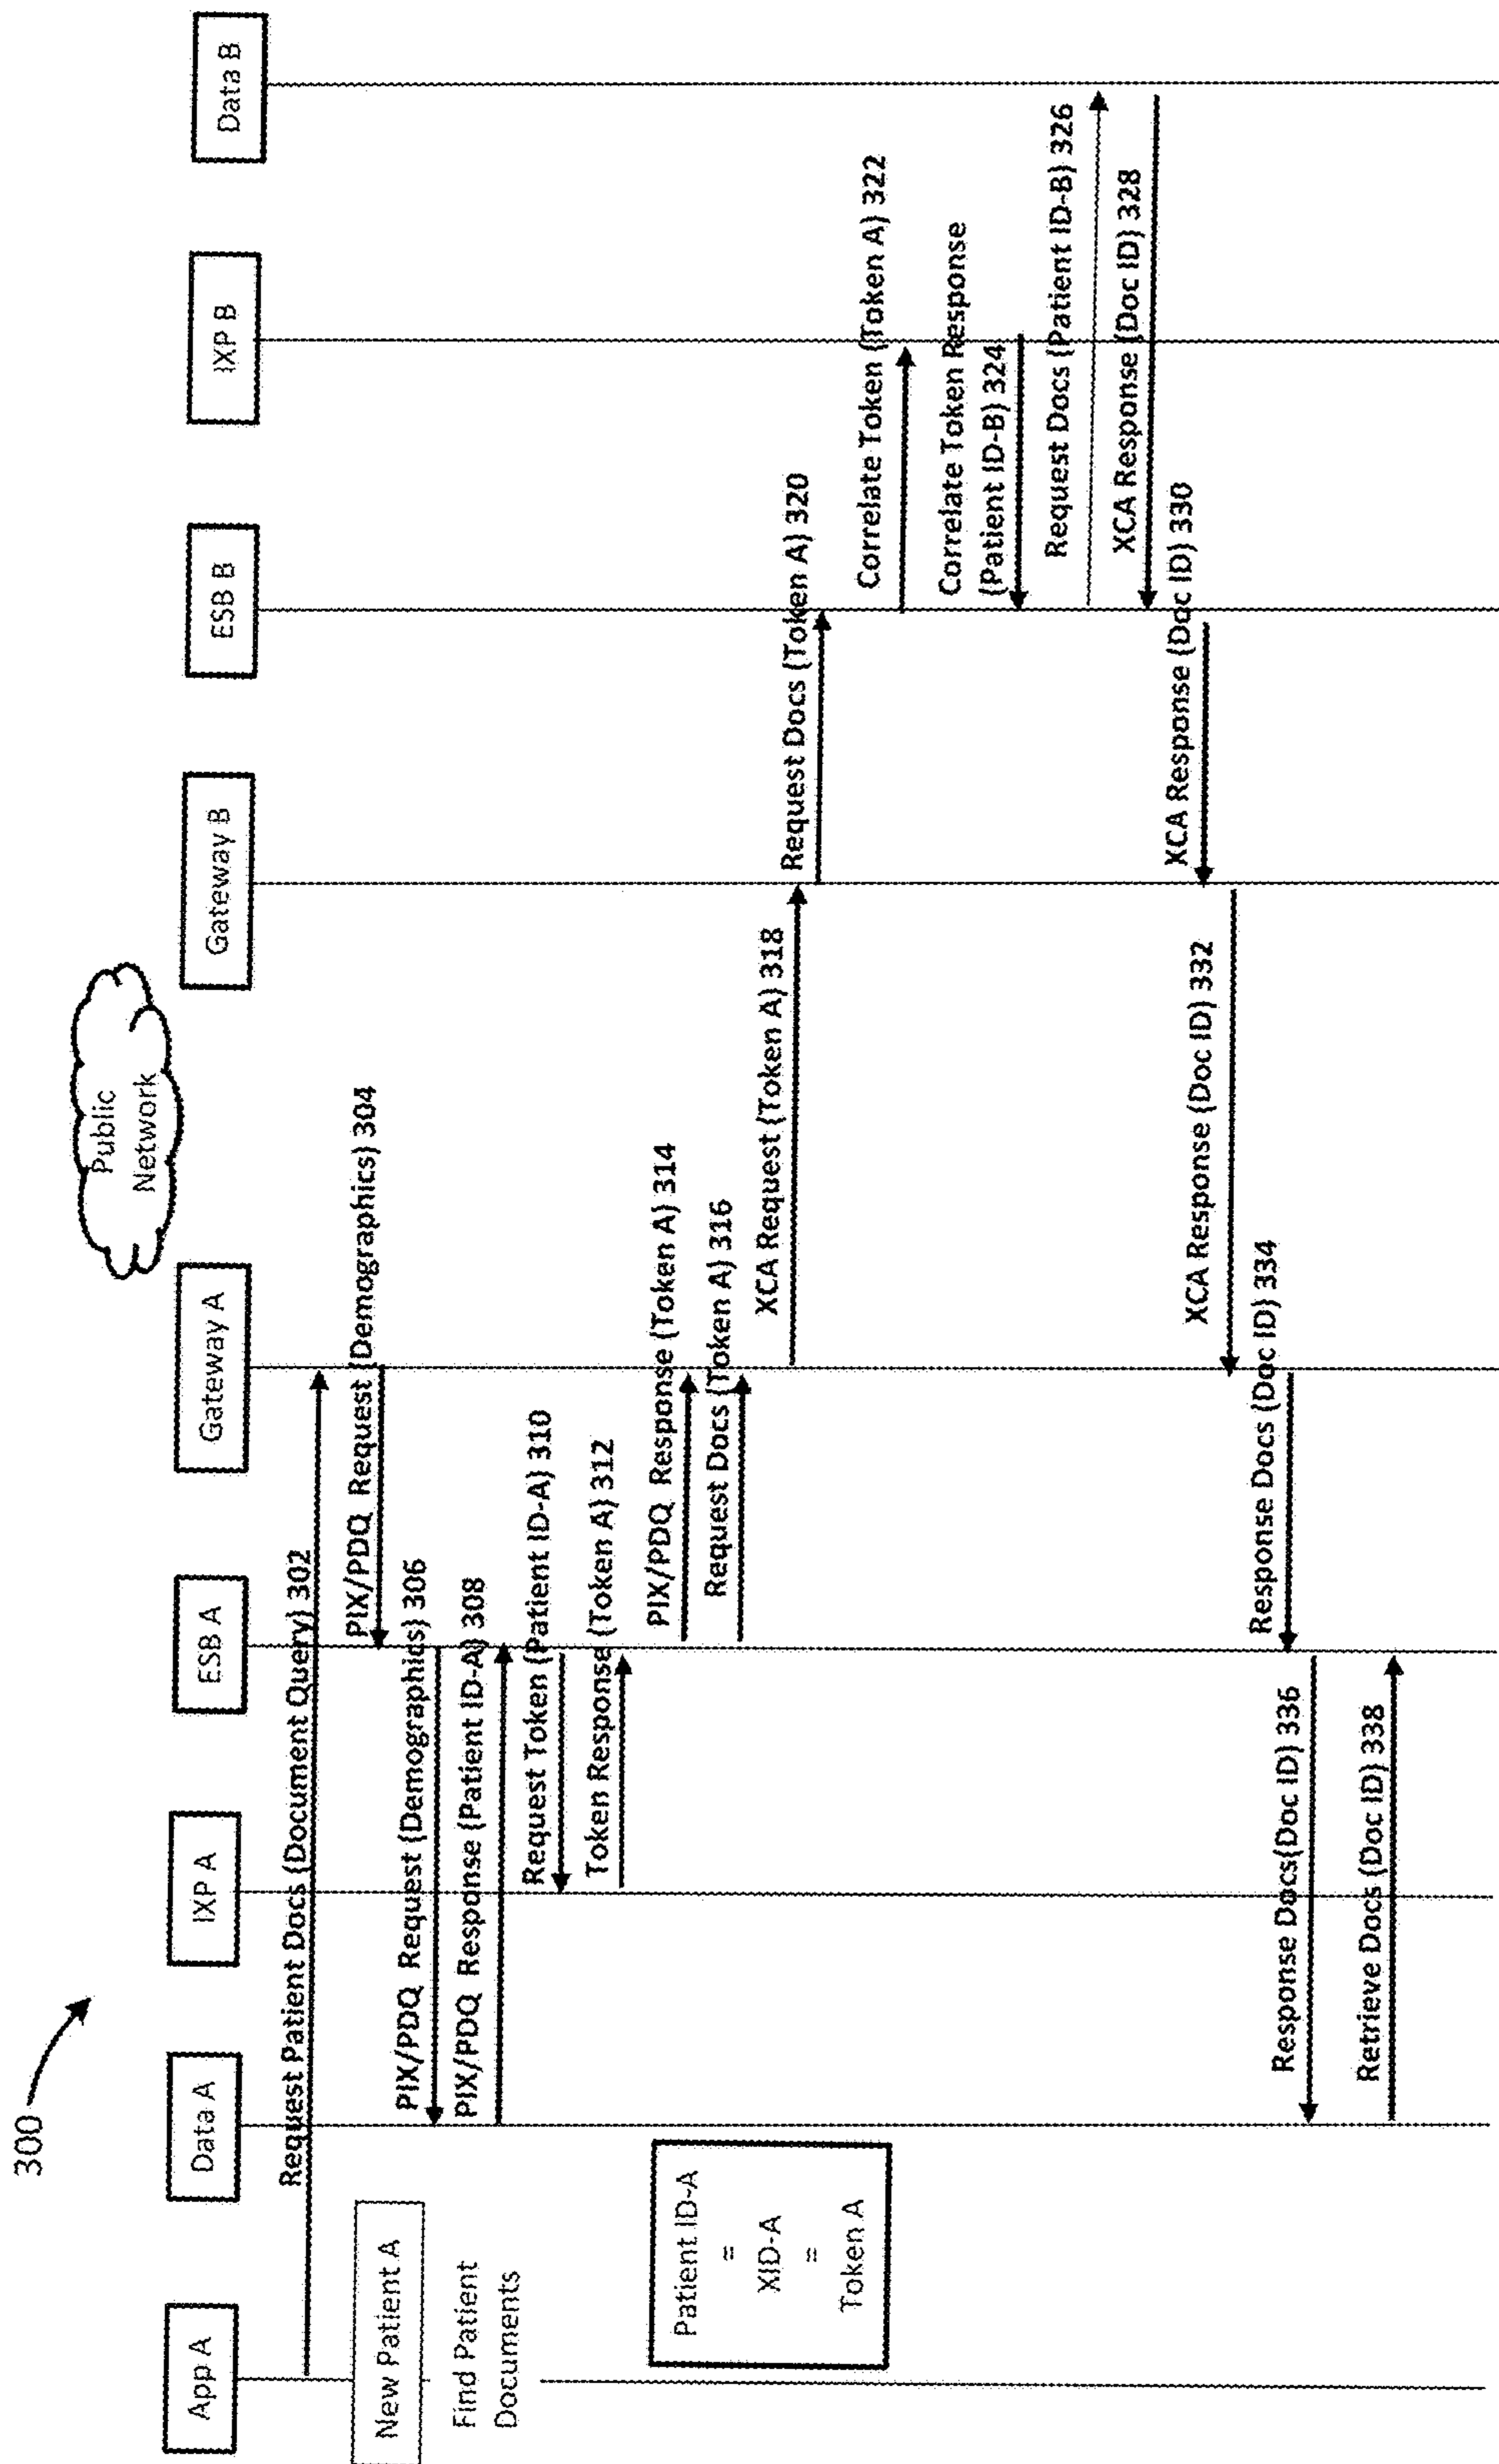 300
Public
Network
App A
Data A
IXP A
ESB A
Gateway A
Gateway B
ESB B
IXP B
Data B
Request Patient Docs (Document Query) 302
New Patient A
Find Patient
Documents
PIX/PDQ Request (Demographics) 304
PIX/PDQ Request (Demographics) 306
PIX/PDQ Response (Patient ID-A) 308
Request Token (Patient ID-A) 310
Token Response (Token A) 312
Patient ID-A
=
XID-A
=
Token A
PIX/PDQ Response (Token A) 314
Request Docs (Token A) 316
XCA Request (Token A) 318
Request Docs (Token A) 320
Correlate Token (Token A) 322
Correlate Token Response
(Patient ID-B) 324
Request Docs (Patient ID-B) 326
XCA Response (Doc ID) 328
XCA Response (Doc ID) 330
XCA Response (Doc ID) 332
Response Docs (Doc ID) 334
Response Docs(Doc ID) 336
Retrieve Docs (Doc ID) 338